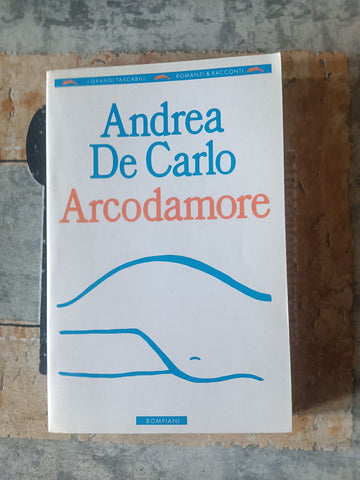 I GRANDI TASCABILI ROMANZI & RACCONTI
Andrea
De Carlo
Arcodamore
BOMPIANI